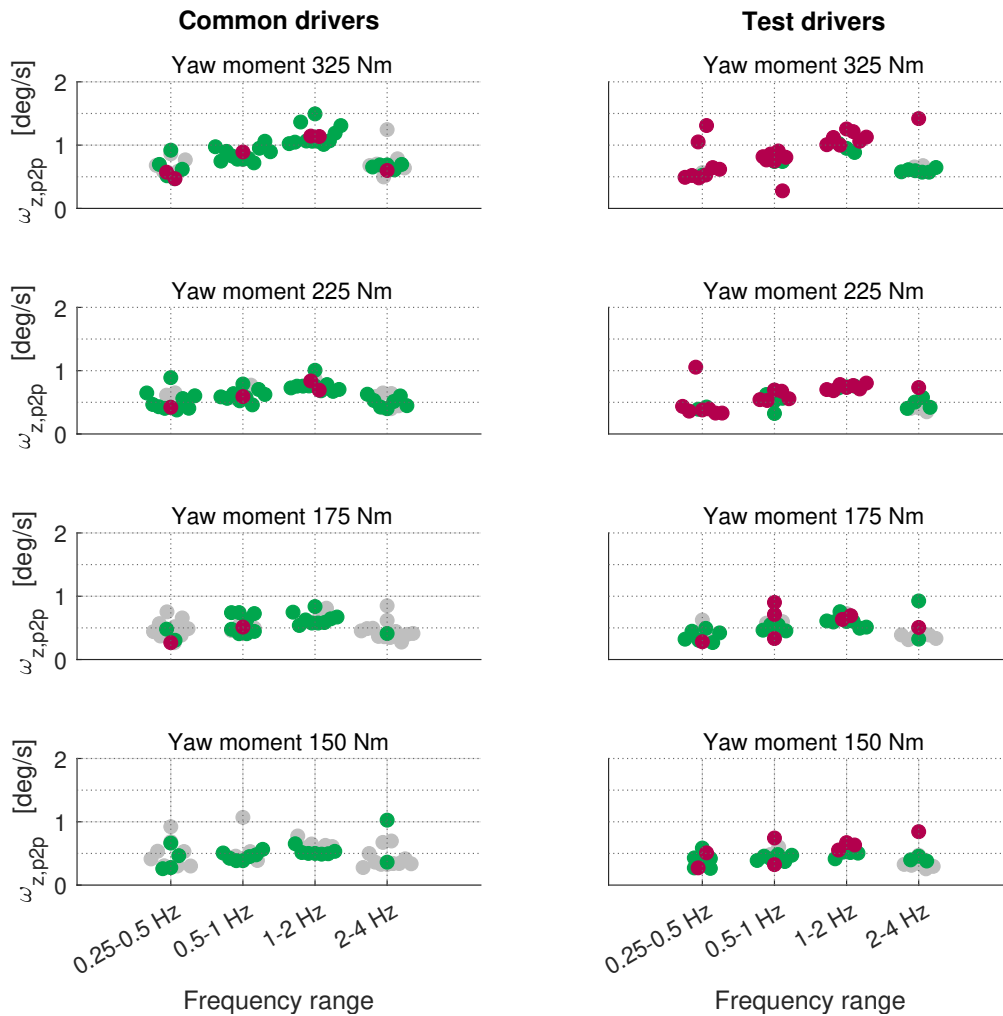 Common drivers
Test drivers
Yaw moment 325 Nm
Yaw moment 325 Nm
ω_z,p2p [deg/s]
2
1
0
Yaw moment 225 Nm
Yaw moment 225 Nm
ω_z,p2p [deg/s]
2
1
0
Yaw moment 175 Nm
Yaw moment 175 Nm
ω_z,p2p [deg/s]
2
1
0
Yaw moment 150 Nm
Yaw moment 150 Nm
ω_z,p2p [deg/s]
2
1
0
0.25-0.5 Hz
0.5-1 Hz
1-2 Hz
2-4 Hz
0.25-0.5 Hz
0.5-1 Hz
1-2 Hz
2-4 Hz
Frequency range
Frequency range